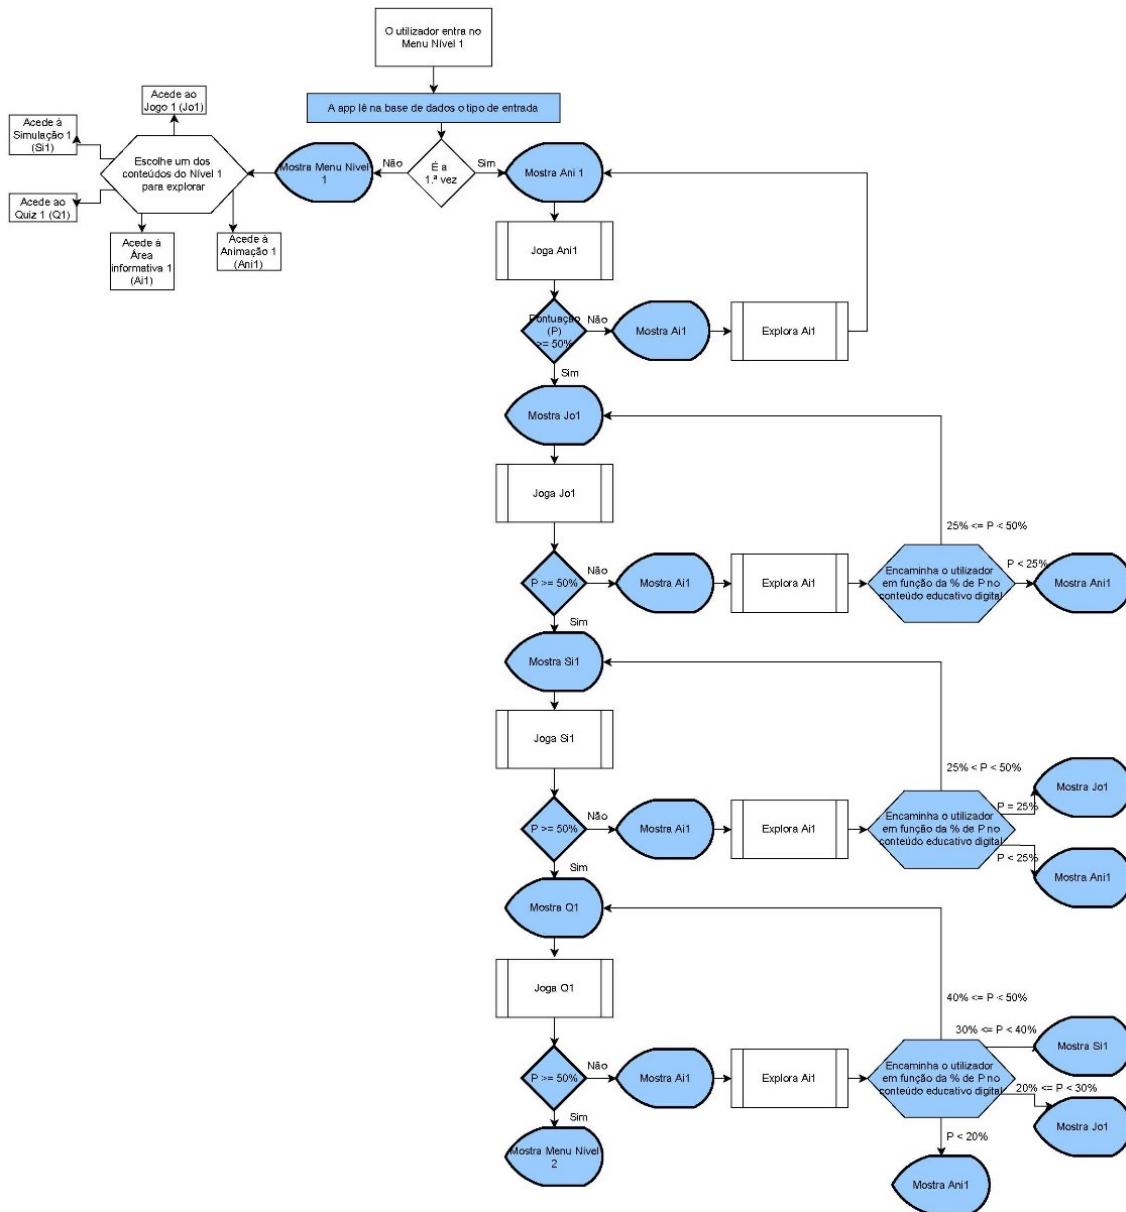 O utilizador entra no
Menu Nível 1
A app lê na base de dados o tipo de entrada
Acede ao
Jogo 1 (Jo1)
Acede à
Simulação 1
(Si1)
Escolhe um dos
conteúdos do Nível 1
para explorar
Acede ao
Quiz 1 (Q1)
Acede à
Área
informativa 1
(Ai1)
Acede à
Animação 1
(Ani1)
Mostra Menu Nível
1
Não
É a
1.ª vez
Sim
Mostra Ani 1
Joga Ani1
Pontuação
(P)
>= 50%
Não
Mostra Ai1
Explora Ai1
Sim
Mostra Jo1
Joga Jo1
25% <= P < 50%
P >= 50%
Não
Mostra Ai1
Explora Ai1
Encaminha o utilizador
em função da % de P no
conteúdo educativo digital
P < 25%
Mostra Ani1
Sim
Mostra Si1
Joga Si1
25% < P < 50%
P >= 50%
Não
Mostra Ai1
Explora Ai1
Encaminha o utilizador
em função da % de P no
conteúdo educativo digital
P = 25%
Mostra Jo1
P < 25%
Mostra Ani1
Sim
Mostra Q1
Joga Q1
40% <= P < 50%
30% <= P < 40%
Mostra Si1
P >= 50%
Não
Mostra Ai1
Explora Ai1
Encaminha o utilizador
em função da % de P no
conteúdo educativo digital
20% <= P < 30%
Mostra Jo1
Sim
P < 20%
Mostra Menu Nível
2
Mostra Ani1